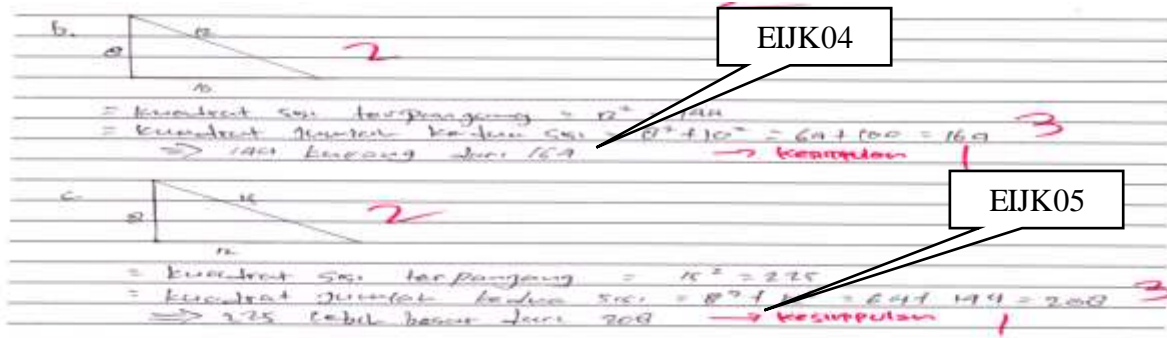 b.
12
2
EIJK04
8
10
= kuadrat sisi terpanjang = 12² = 144
= kuadrat jumlah kedua sisi = 8² + 10² = 64 + 100 = 164
3
⇒ 144 kurang dari 164 → kesimpulan 1
c.
15
2
EIJK05
8
12
= kuadrat sisi terpanjang = 15² = 225
= kuadrat jumlah kedua sisi = 8² + = 64 + 144 = 208
3
⇒ 225 lebih besar dari 208 → kesimpulan 1